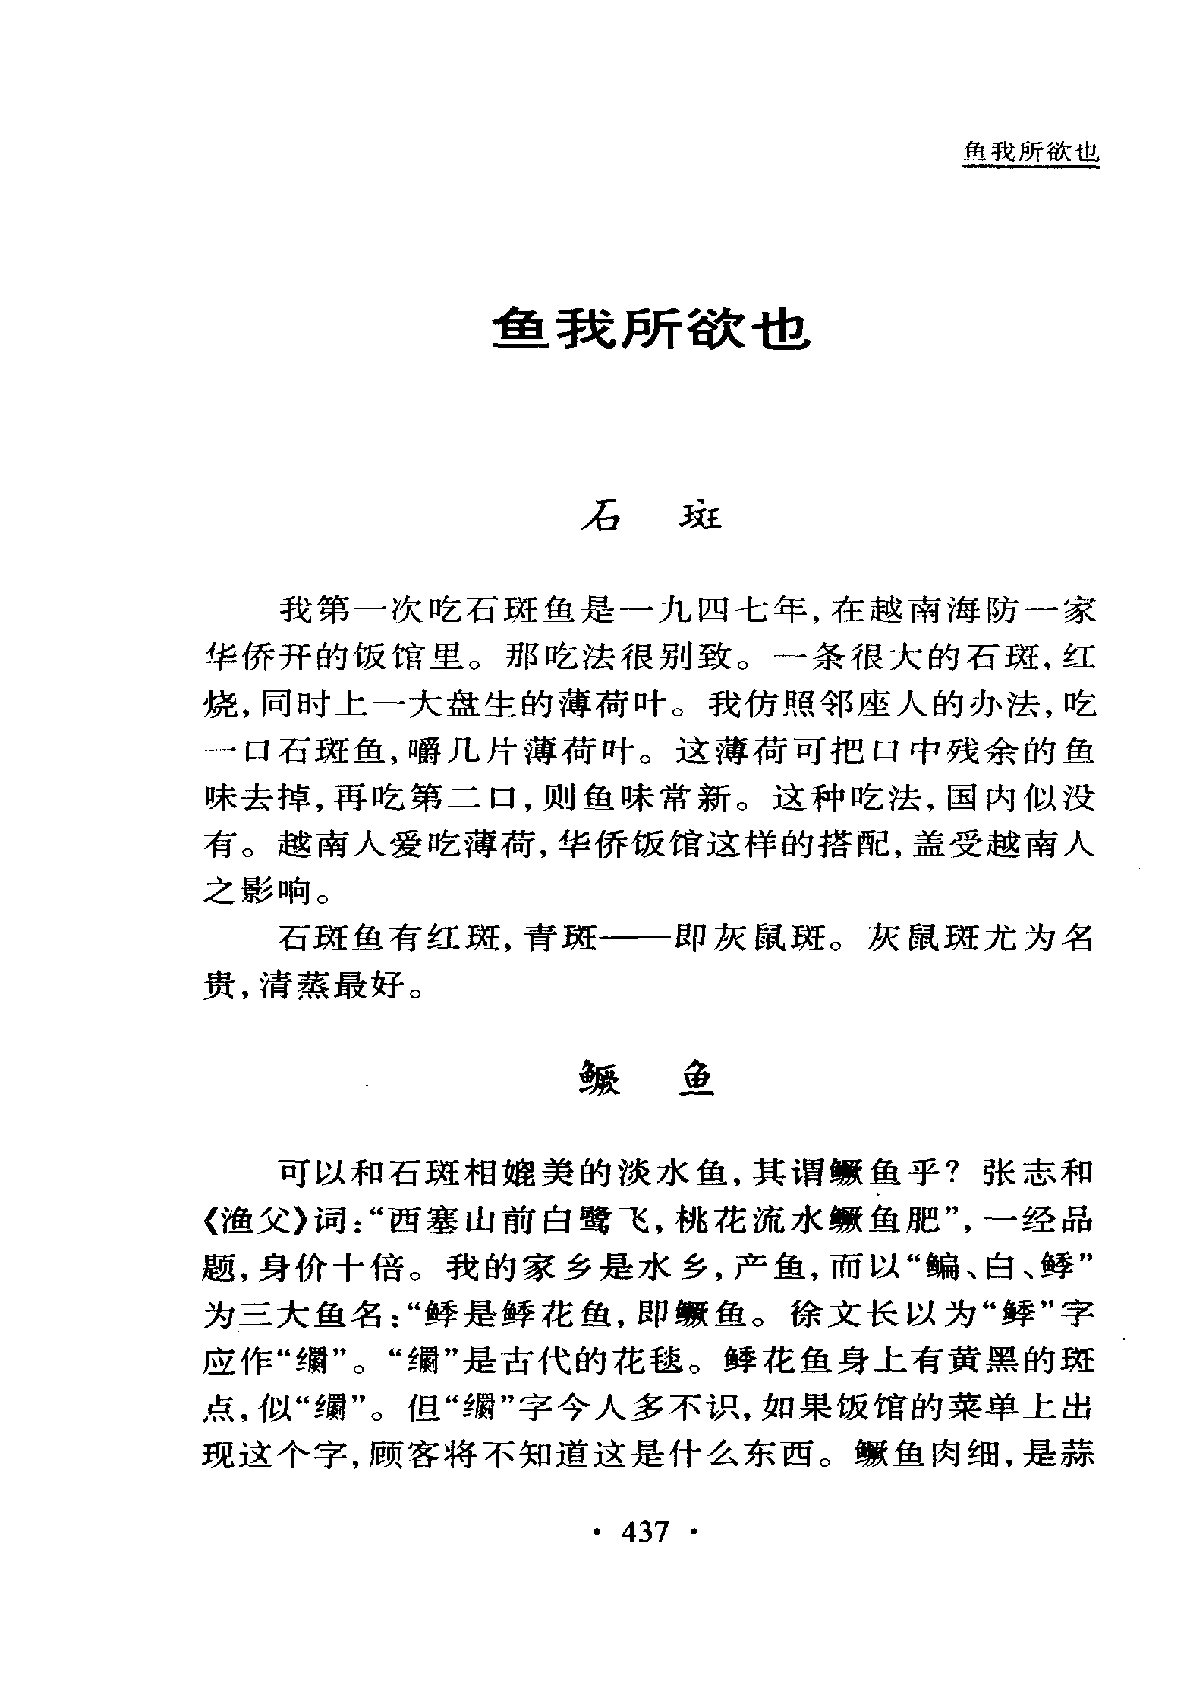 鱼我所欲也
鱼我所欲也
石 斑
我第一次吃石斑鱼是一九四七年,在越南海防一家
华侨开的饭馆里。那吃法很别致。一条很大的石斑,红
烧,同时上一大盘生的薄荷叶。我仿照邻座人的办法,吃
一口石斑鱼,嚼几片薄荷叶。这薄荷可把口中残余的鱼
味去掉,再吃第二口,则鱼味常新。这种吃法,国内似没
有。越南人爱吃薄荷,华侨饭馆这样的搭配,盖受越南人
之影响。
石斑鱼有红斑,青斑——即灰鼠斑。灰鼠斑尤为名
贵,清蒸最好。
鳜 鱼
可以和石斑相媲美的淡水鱼,其谓鳜鱼乎? 张志和
《渔父》词:“西塞山前白鹭飞,桃花流水鳜鱼肥”,一经品
题,身价十倍。我的家乡是水乡,产鱼,而以“鳊、白、鯚”
为三大鱼名:“鯚是鯚花鱼,即鳜鱼。徐文长以为“鯚”字
应作“罽”。“罽”是古代的花毯。鯚花鱼身上有黄黑的斑
点,似“罽”。但“罽”字今人多不识,如果饭馆的菜单上出
现这个字,顾客将不知道这是什么东西。鳜鱼肉细,是蒜
· 437 ·